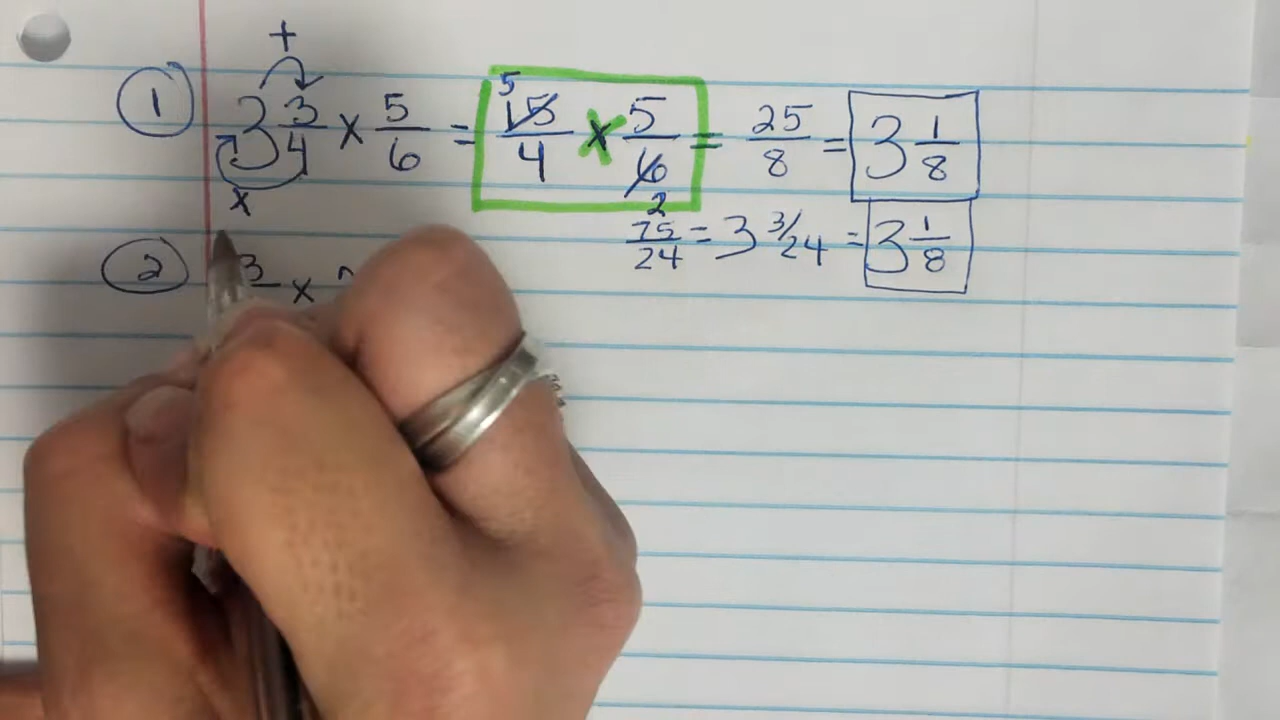 +
① 3 3/4 × 5/6 = 15/4 × 5/6 = 25/8 = 3 1/8
5
×
2
75/24 = 3 3/24 = 3 1/8
② 3 ×